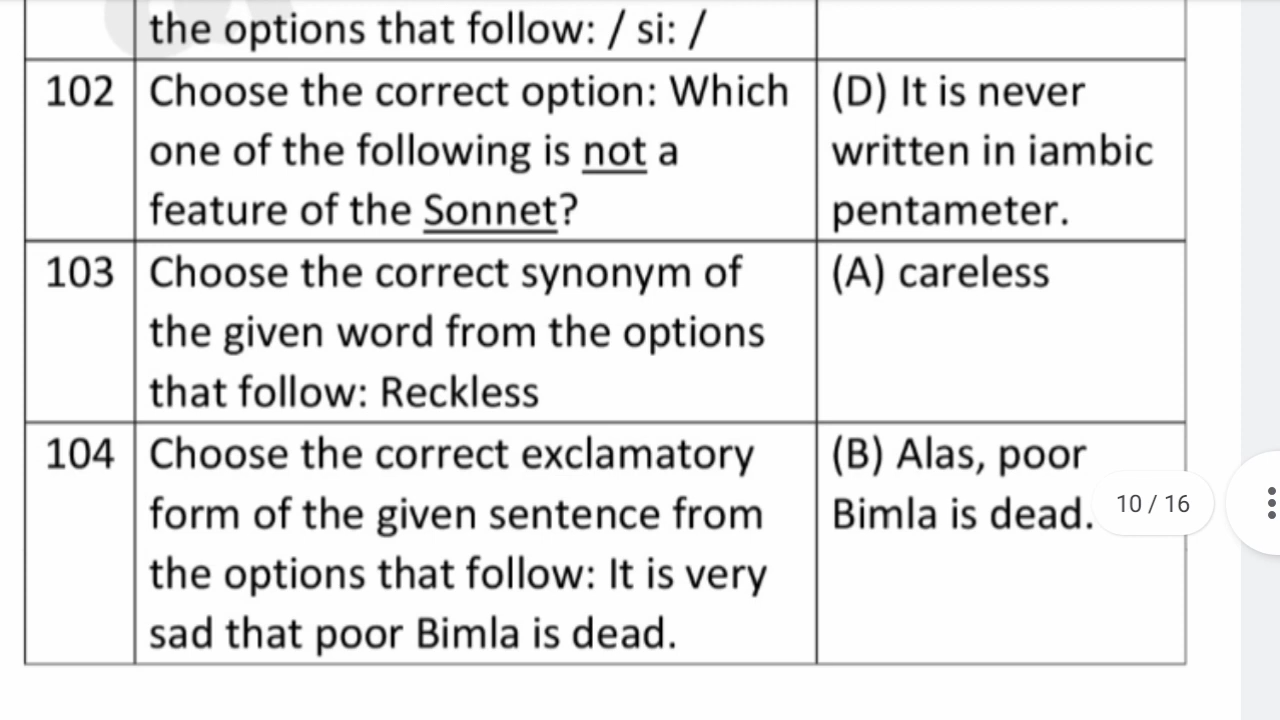 the options that follow: / si: /
102 Choose the correct option: Which (D) It is never
one of the following is not a written in iambic
feature of the Sonnet? pentameter.
103 Choose the correct synonym of (A) careless
the given word from the options
that follow: Reckless
104 Choose the correct exclamatory (B) Alas, poor
form of the given sentence from Bimla is dead.
the options that follow: It is very
sad that poor Bimla is dead.
10 / 16